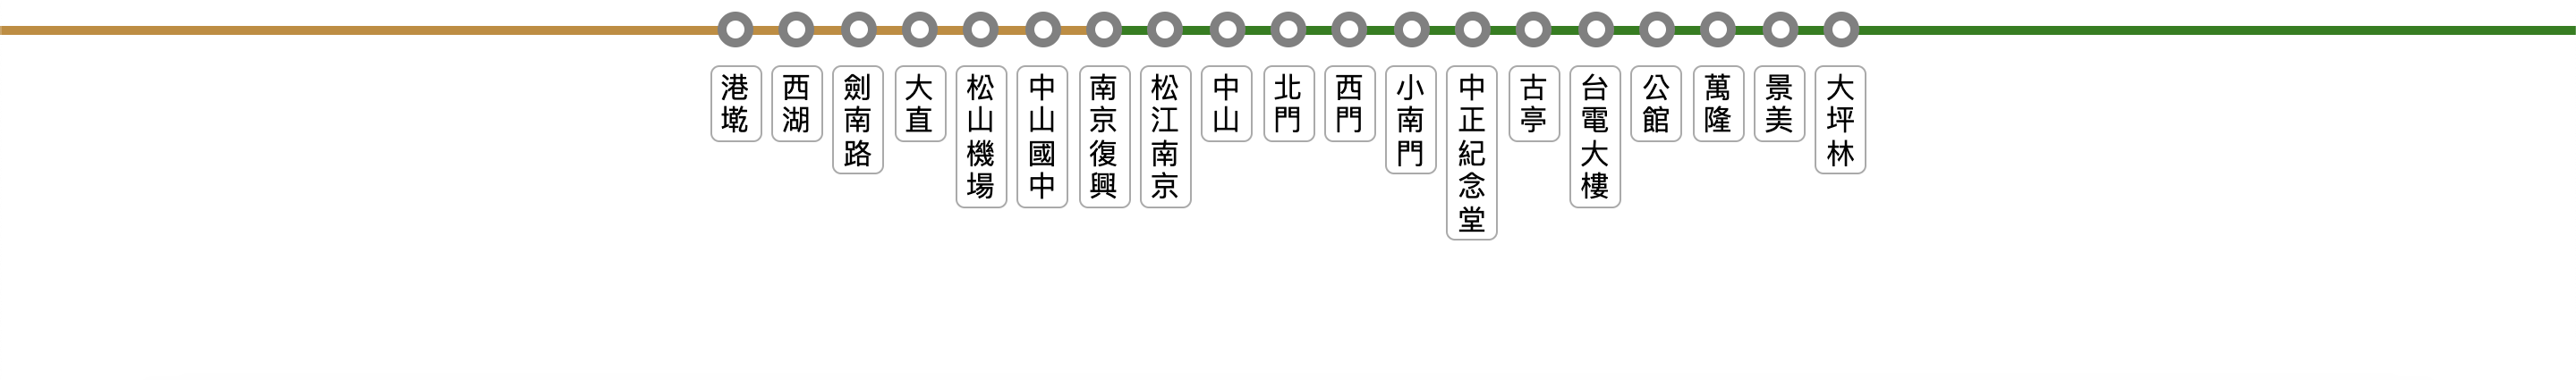 港墘
西湖
劍南路
大直
松山機場
中山國中
南京復興
松江南京
中山
北門
西門
小南門
中正紀念堂
古亭
台電大樓
公館
萬隆
景美
大坪林